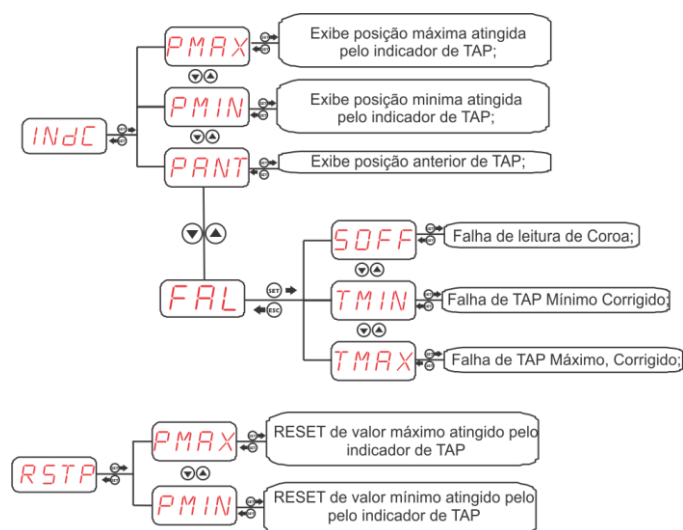 PMAX
Exibe posição máxima atingida
pelo indicador de TAP;
PMIN
Exibe posição minima atingida
pelo indicador de TAP;
INdC
PANT
Exibe posição anterior de TAP;
FAL
SET
ESC
SOFF
Falha de leitura de Coroa;
TMIN
Falha de TAP Mínimo Corrigido;
TMAX
Falha de TAP Máximo, Corrigido;
RSTP
PMAX
RESET de valor máximo atingido pelo
indicador de TAP
PMIN
RESET de valor mínimo atingido pelo
pelo indicador de TAP